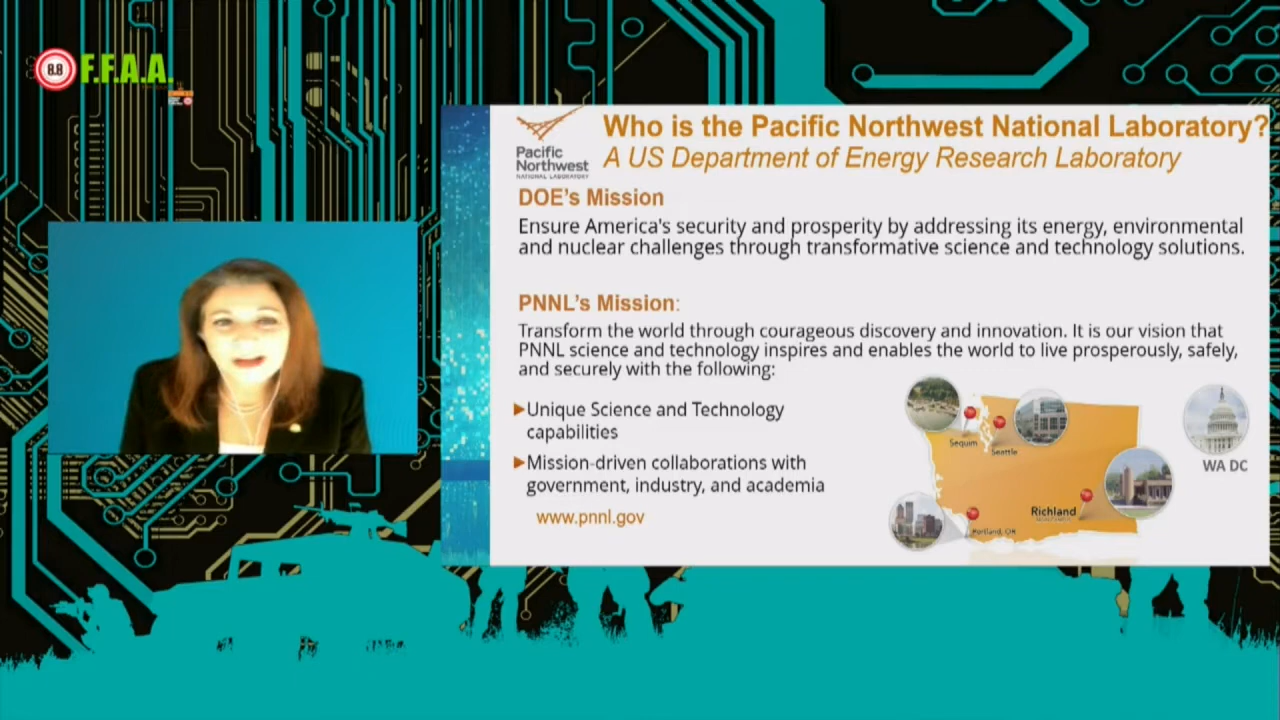 8.8 F.F.A.A.
Pacific
Northwest
NATIONAL LABORATORY
Who is the Pacific Northwest National Laboratory?
A US Department of Energy Research Laboratory
DOE's Mission
Ensure America's security and prosperity by addressing its energy, environmental
and nuclear challenges through transformative science and technology solutions.
PNNL's Mission:
Transform the world through courageous discovery and innovation. It is our vision that
PNNL science and technology inspires and enables the world to live prosperously, safely,
and securely with the following:
Unique Science and Technology
capabilities
Mission-driven collaborations with
government, industry, and academia
www.pnnl.gov
Sequim
Seattle
WA DC
Richland
Portland, OR